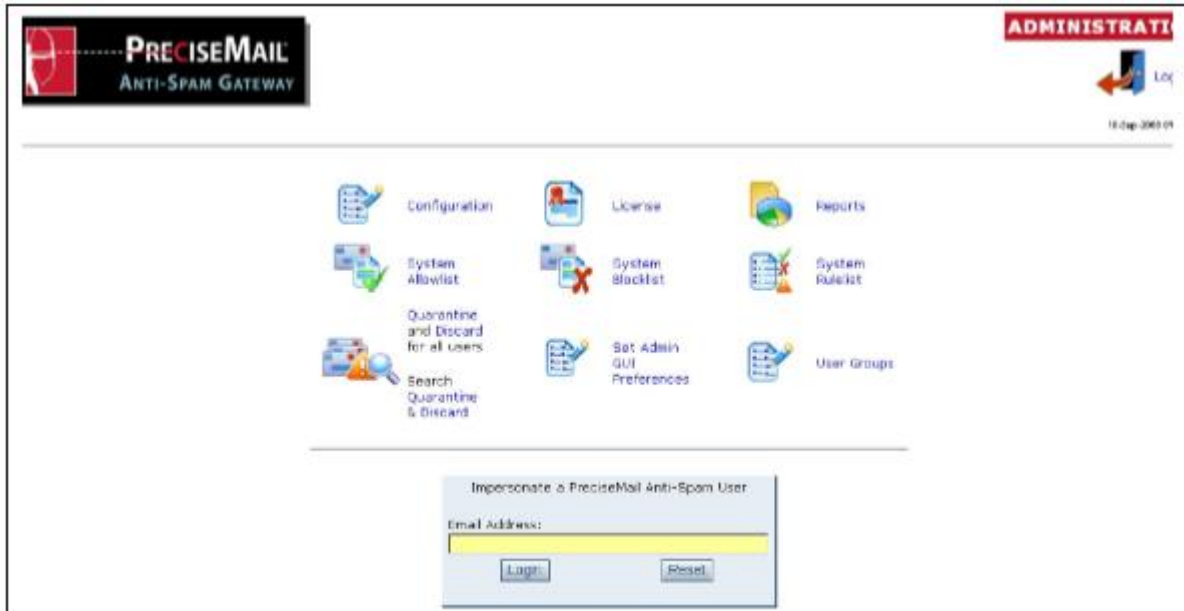 PRECISEMAIL
ANTI-SPAM GATEWAY
ADMINISTRATI
Configuration
License
Reports
System
Allowlist
System
Blocklist
System
Rulelist
Quarantine
and Discard
for all users
Search
Quarantine
& Discard
Set Admin
GUI
Preferences
User Groups
Impersonate a PreciseMail Anti-Spam User
Email Address:
Login
Reset